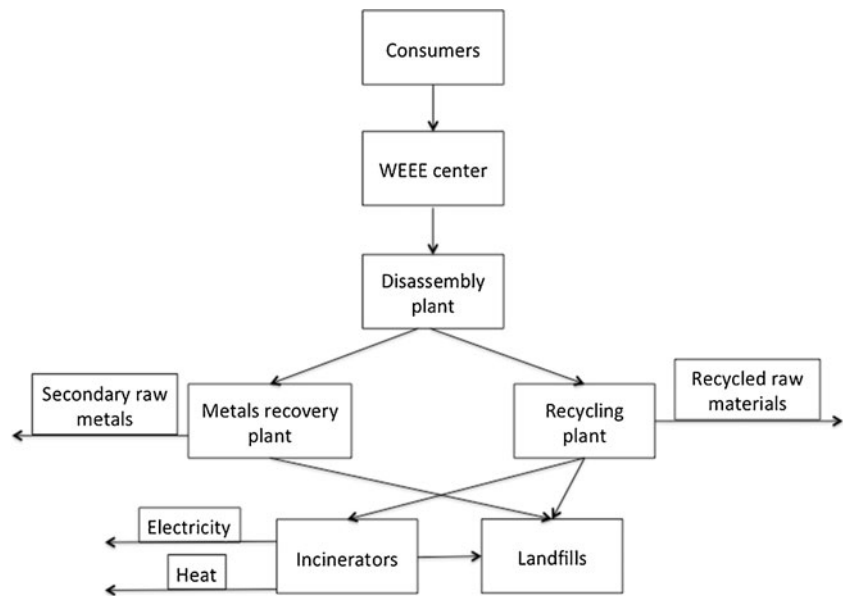 Consumers
WEEE center
Disassembly
plant
Secondary raw
metals
Metals recovery
plant
Recycling
plant
Recycled raw
materials
Electricity
Heat
Incinerators
Landfills